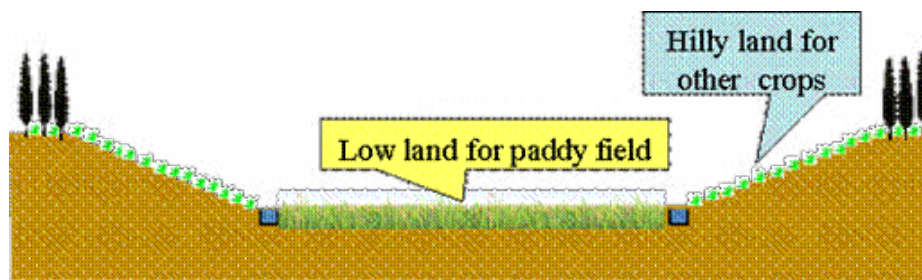 Hilly land for
other crops
Low land for paddy field